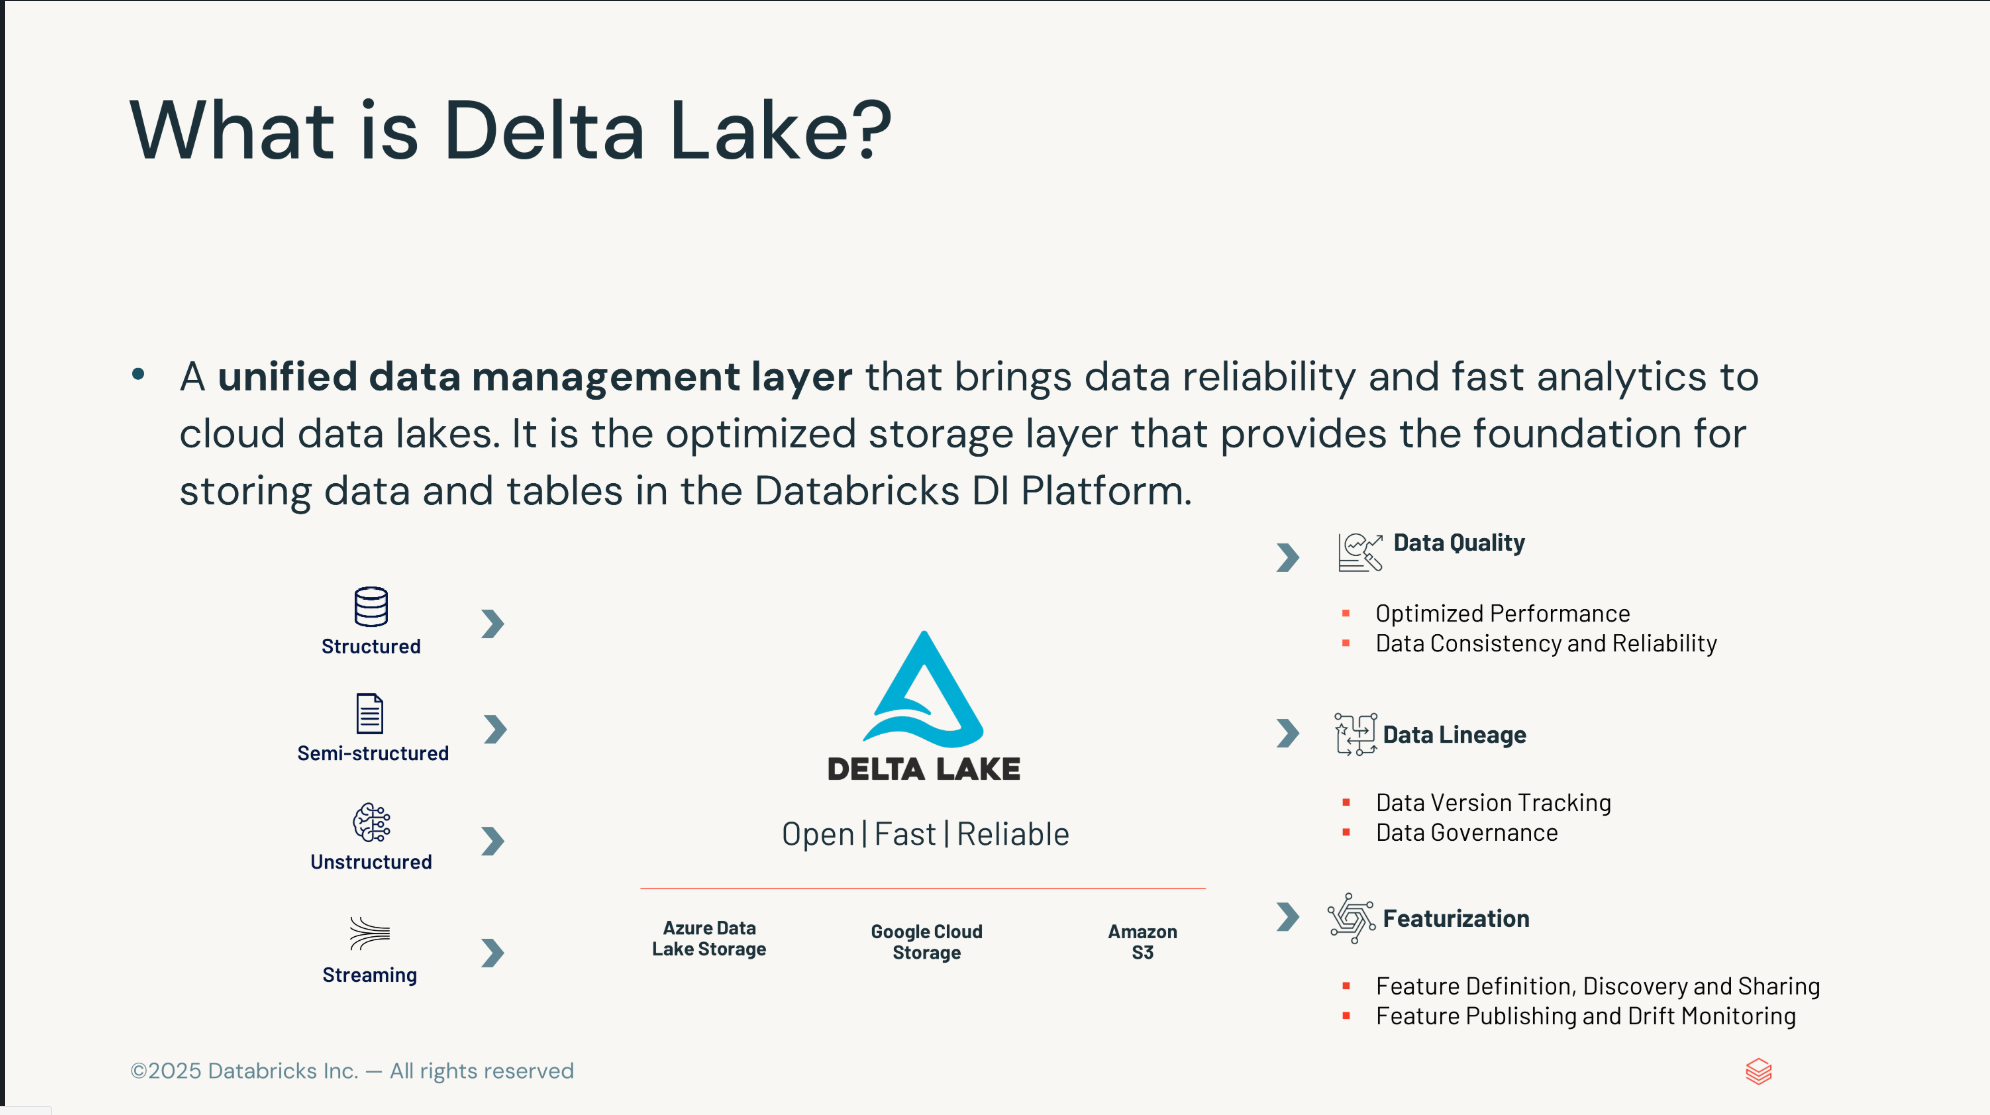 What is Delta Lake?
• A unified data management layer that brings data reliability and fast analytics to
cloud data lakes. It is the optimized storage layer that provides the foundation for
storing data and tables in the Databricks DI Platform.
Structured
Semi-structured
Unstructured
Streaming
DELTA LAKE
Open | Fast | Reliable
Azure Data
Lake Storage
Google Cloud
Storage
Amazon
S3
Data Quality
▪ Optimized Performance
▪ Data Consistency and Reliability
Data Lineage
▪ Data Version Tracking
▪ Data Governance
Featurization
▪ Feature Definition, Discovery and Sharing
▪ Feature Publishing and Drift Monitoring
©2025 Databricks Inc. — All rights reserved